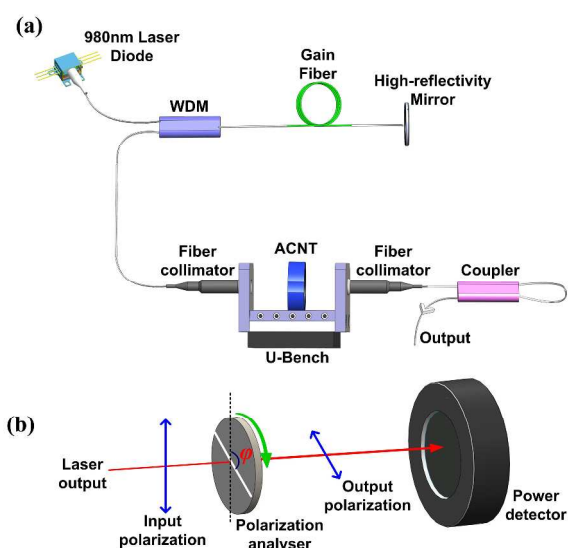 (a)
980nm Laser
Diode
WDM
Gain
Fiber
High-reflectivity
Mirror
Fiber
collimator
ACNT
Fiber
collimator
Coupler
Output
U-Bench
(b)
φ
Laser
output
Input
polarization
Polarization
analyser
Output
polarization
Power
detector